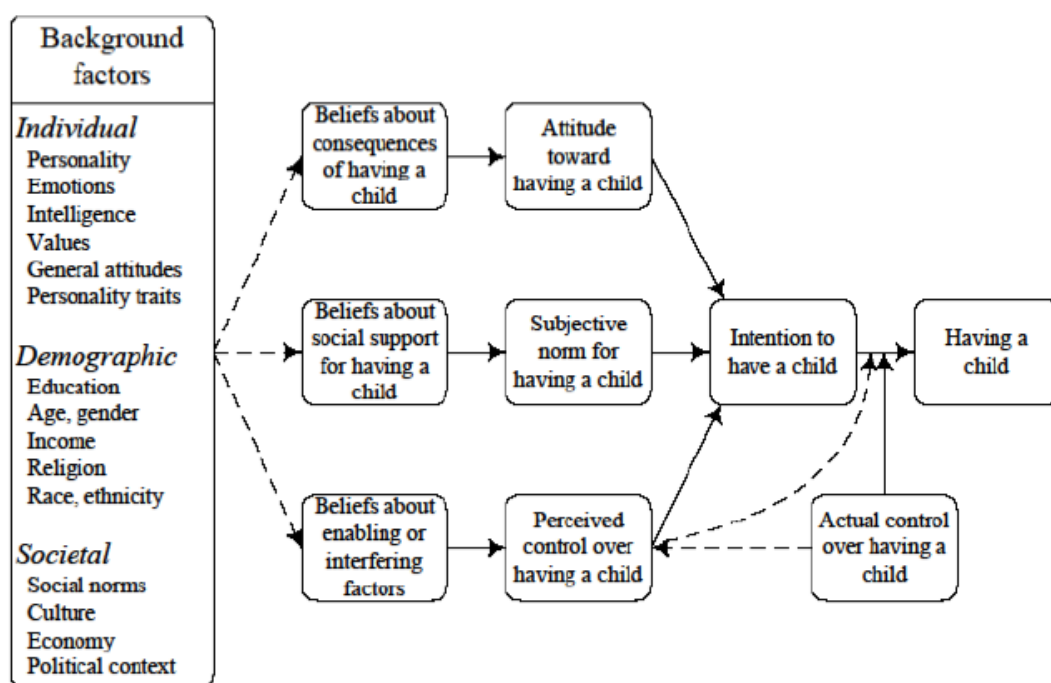 Background
factors
Individual
Personality
Emotions
Intelligence
Values
General attitudes
Personality traits
Demographic
Education
Age, gender
Income
Religion
Race, ethnicity
Societal
Social norms
Culture
Economy
Political context
Beliefs about
consequences
of having a
child
Attitude
toward
having a child
Beliefs about
social support
for having a
child
Subjective
norm for
having a child
Intention to
have a child
Having a
child
Beliefs about
enabling or
interfering
factors
Perceived
control over
having a child
Actual control
over having a
child